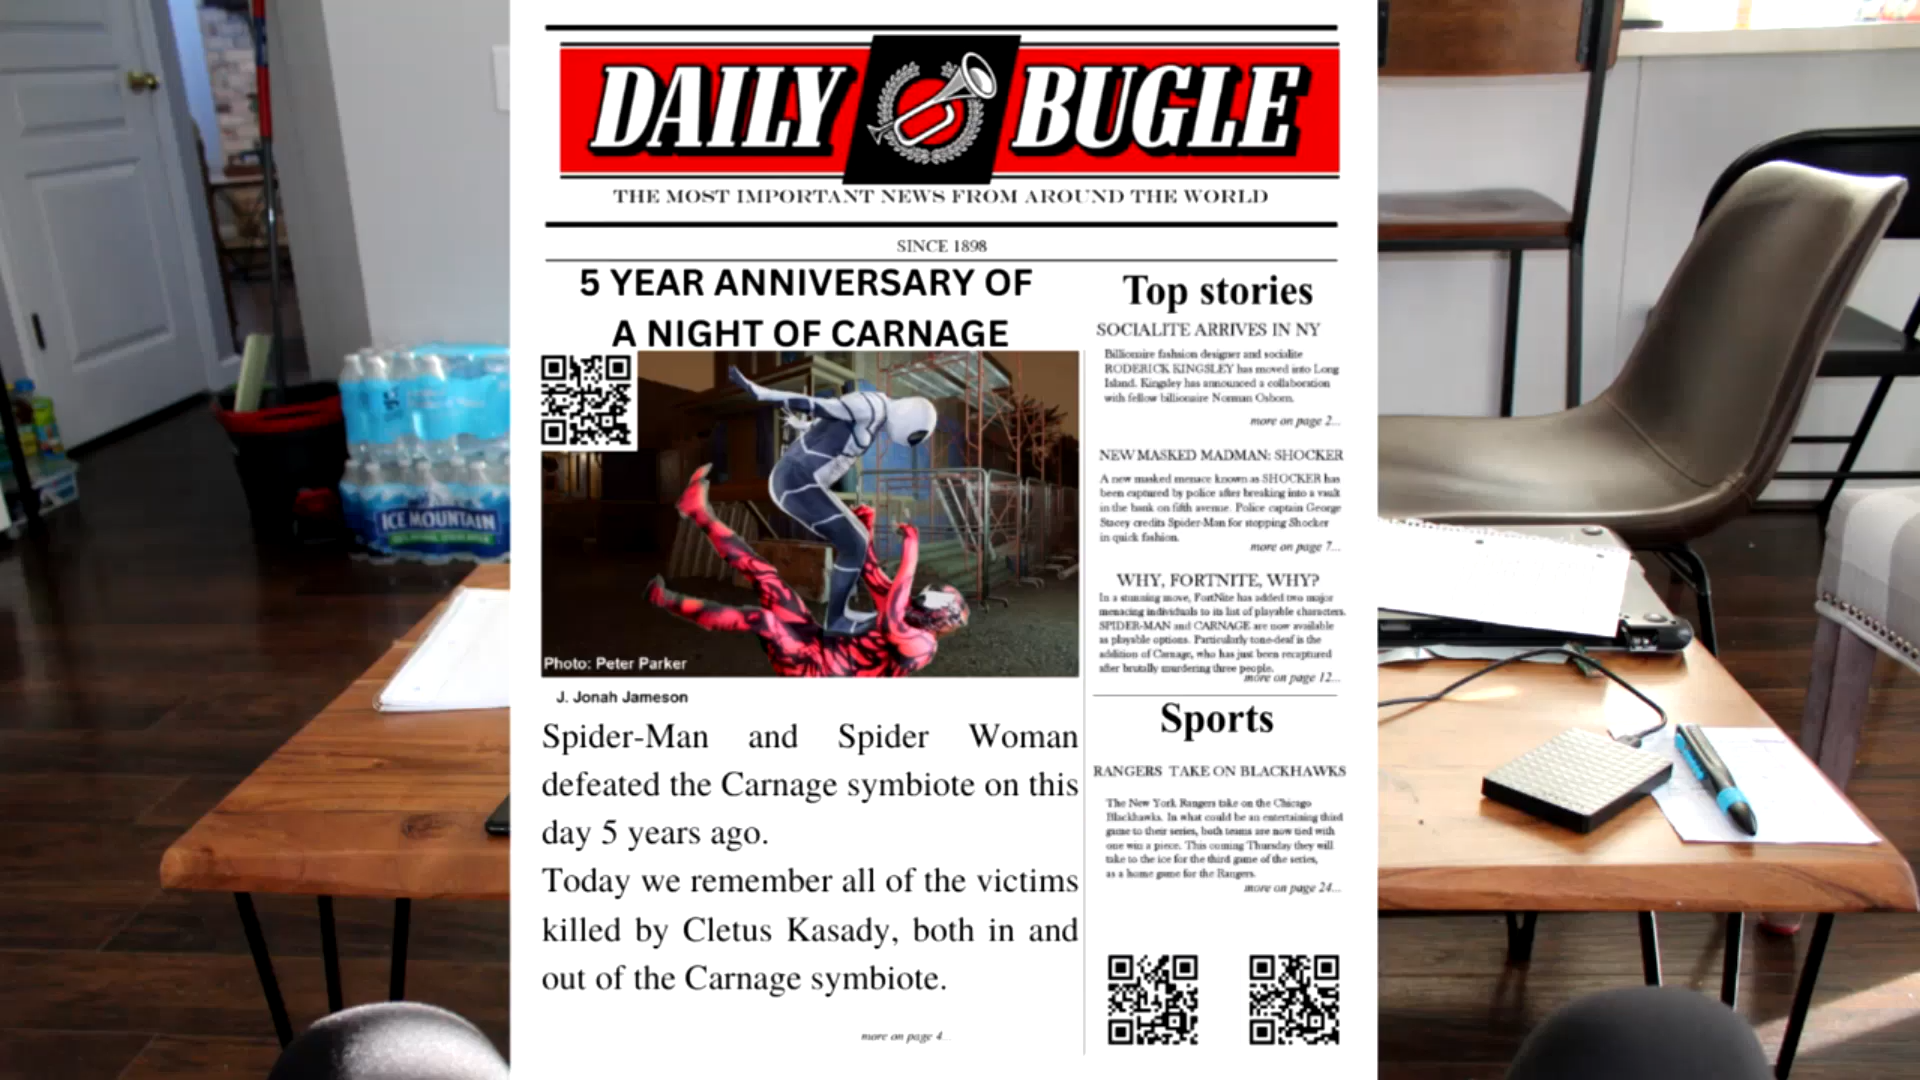 DAILY BUGLE
THE MOST IMPORTANT NEWS FROM AROUND THE WORLD
SINCE 1898
5 YEAR ANNIVERSARY OF
A NIGHT OF CARNAGE
Photo: Peter Parker
J. Jonah Jameson
Spider-Man and Spider Woman
defeated the Carnage symbiote on this
day 5 years ago.
Today we remember all of the victims
killed by Cletus Kasady, both in and
out of the Carnage symbiote.
more on page 4...
Top stories
SOCIALITE ARRIVES IN NY
Billionaire fashion designer and socialite
RODERICK KINGSLEY has moved into Long
Island. Kingsley has announced a collaboration
with fellow billionaire Norman Osborn.
more on page 2...
NEW MASKED MADMAN: SHOCKER
A new masked menace known as SHOCKER has
been captured by police after breaking into a vault
in the bank on fifth avenue. Police captain George
Stacey credits Spider-Man for stopping Shocker
in quick fashion.
more on page 7...
WHY, FORTNITE, WHY?
In a stunning move, FortNite has added two major
menacing individuals to its list of playable characters.
SPIDER-MAN and CARNAGE are now available
as playable options. Particularly tone-deaf is the
addition of Carnage, who has just been recaptured
after brutally murdering three people.
more on page 12...
Sports
RANGERS TAKE ON BLACKHAWKS
The New York Rangers take on the Chicago
Blackhawks. In what could be an entertaining third
game to their series, both teams are now tied with
one win a piece. This coming Thursday they will
take to the ice for the third game of the series,
as a home game for the Rangers.
more on page 24...
ICE MOUNTAIN